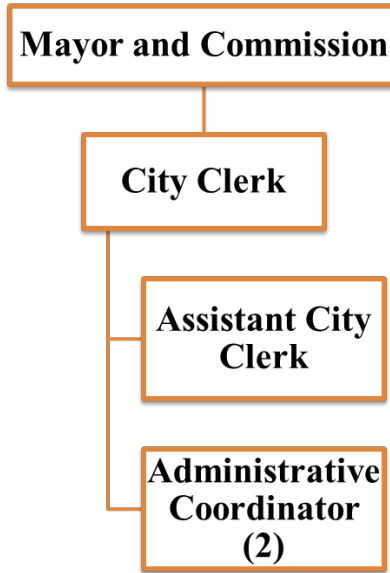 Mayor and Commission
City Clerk
Assistant City
Clerk
Administrative
Coordinator
(2)